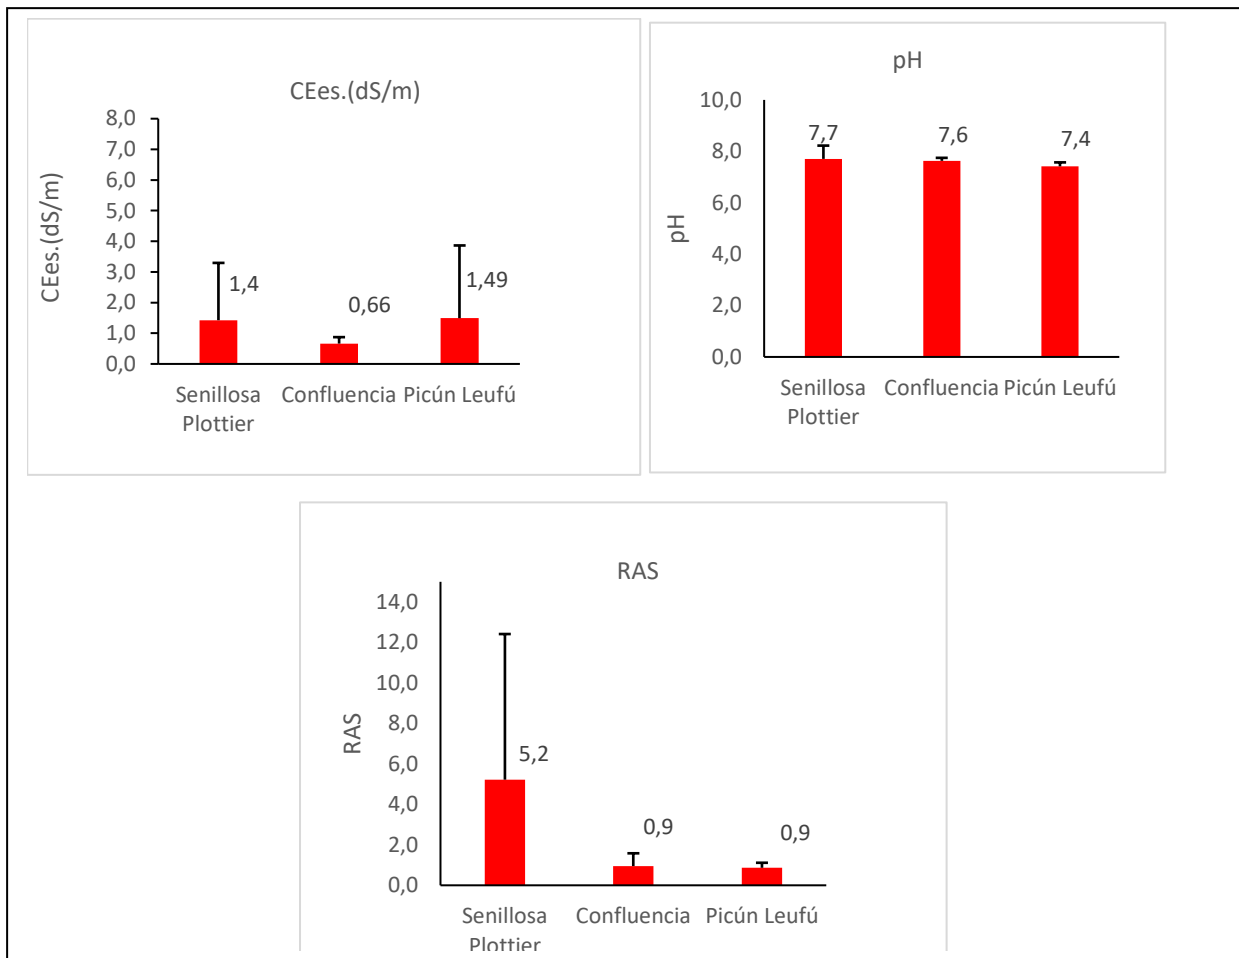 CEes.(dS/m)
CEes.(dS/m)
8,0
7,0
6,0
5,0
4,0
3,0
2,0
1,0
0,0
1,4
0,66
1,49
Senillosa
Plottier
Confluencia
Picún Leufú
pH
pH
10,0
8,0
6,0
4,0
2,0
0,0
7,7
7,6
7,4
Senillosa
Plottier
Confluencia
Picún Leufú
RAS
RAS
14,0
12,0
10,0
8,0
6,0
4,0
2,0
0,0
5,2
0,9
0,9
Senillosa
Plottier
Confluencia
Picún Leufú